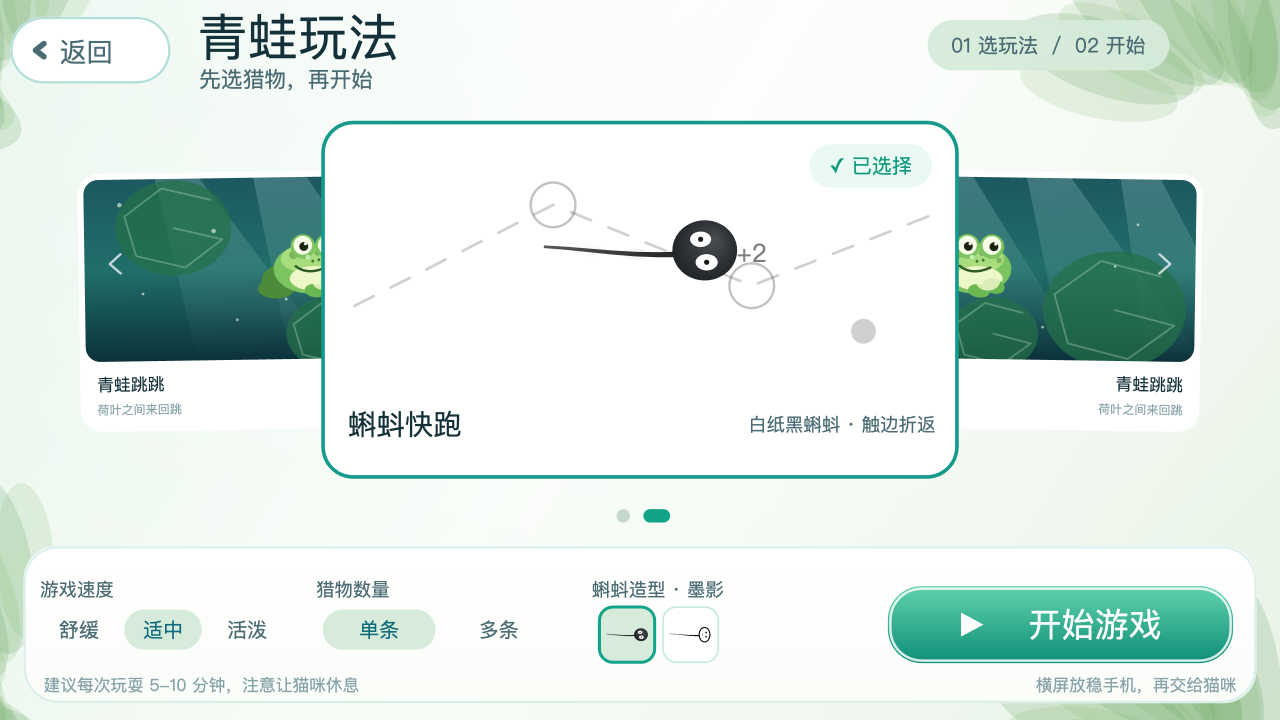 返回
青蛙玩法
先选猎物，再开始
01 选玩法 / 02 开始
✓ 已选择
+2
青蛙跳跳
荷叶之间来回跳
蝌蚪快跑
白纸黑蝌蚪 · 触边折返
青蛙跳跳
荷叶之间来回跳
游戏速度
舒缓 适中 活泼
猎物数量
单条 多条
蝌蚪造型 · 墨影
开始游戏
建议每次玩耍 5–10 分钟，注意让猫咪休息
横屏放稳手机，再交给猫咪